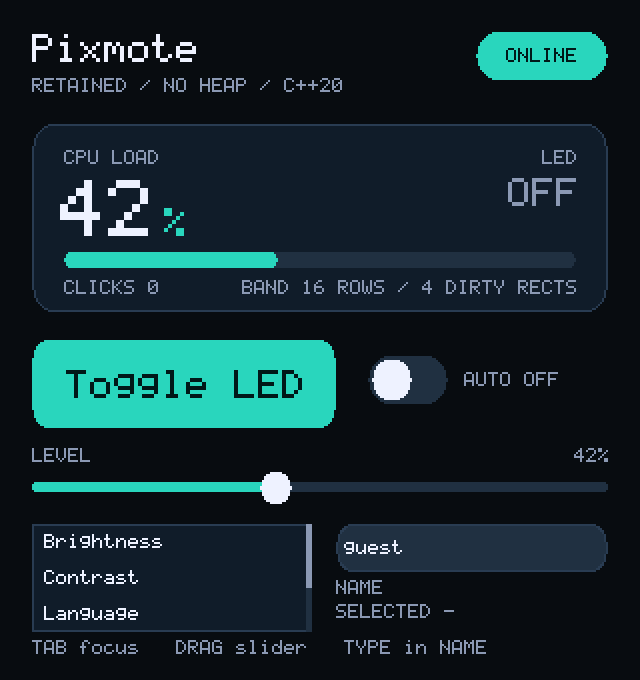 Pixmote
ONLINE
RETAINED / NO HEAP / C++20
CPU LOAD
LED
42%
OFF
CLICKS 0
BAND 16 ROWS / 4 DIRTY RECTS
Toggle LED
AUTO OFF
LEVEL
42%
Brightness
Contrast
Language
guest
NAME
SELECTED -
TAB focus
DRAG slider
TYPE in NAME